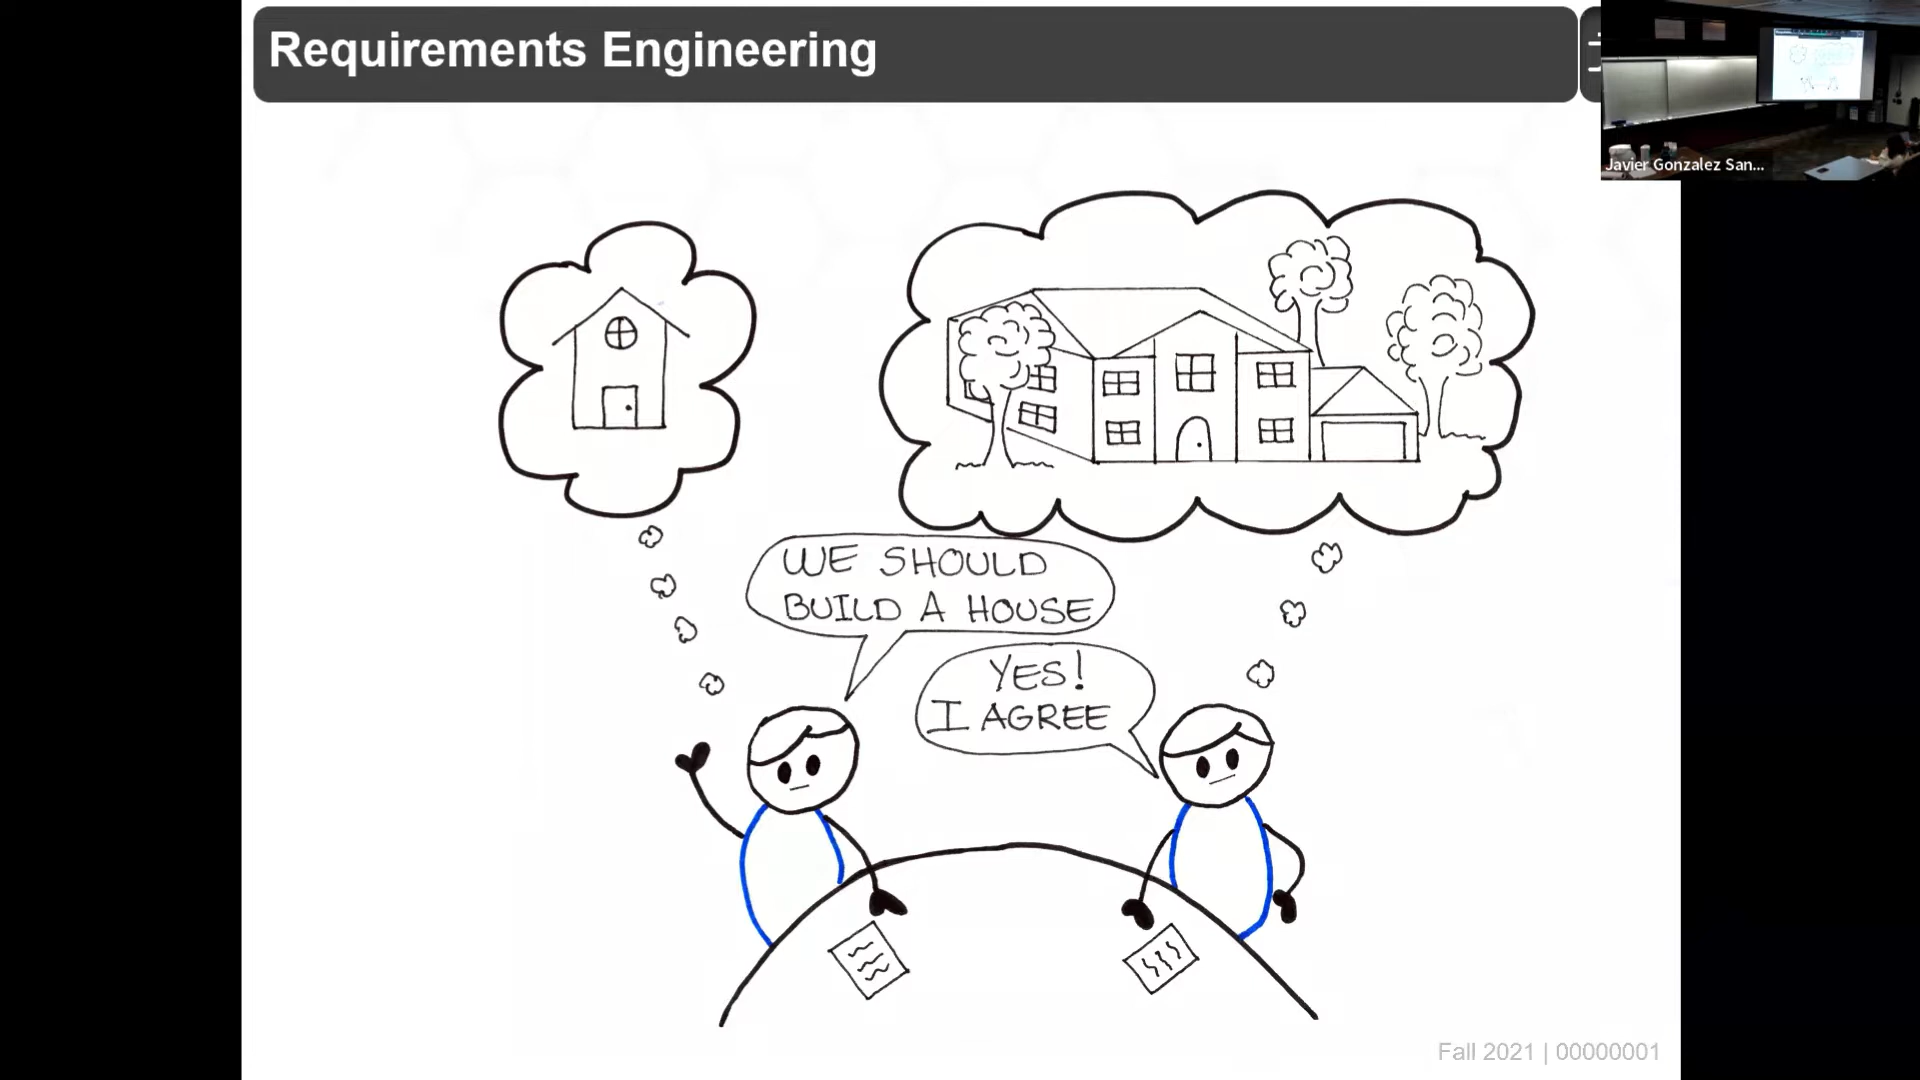 Requirements Engineering
Javier Gonzalez San...
WE SHOULD
BUILD A HOUSE
YES!
I AGREE
Fall 2021 | 00000001